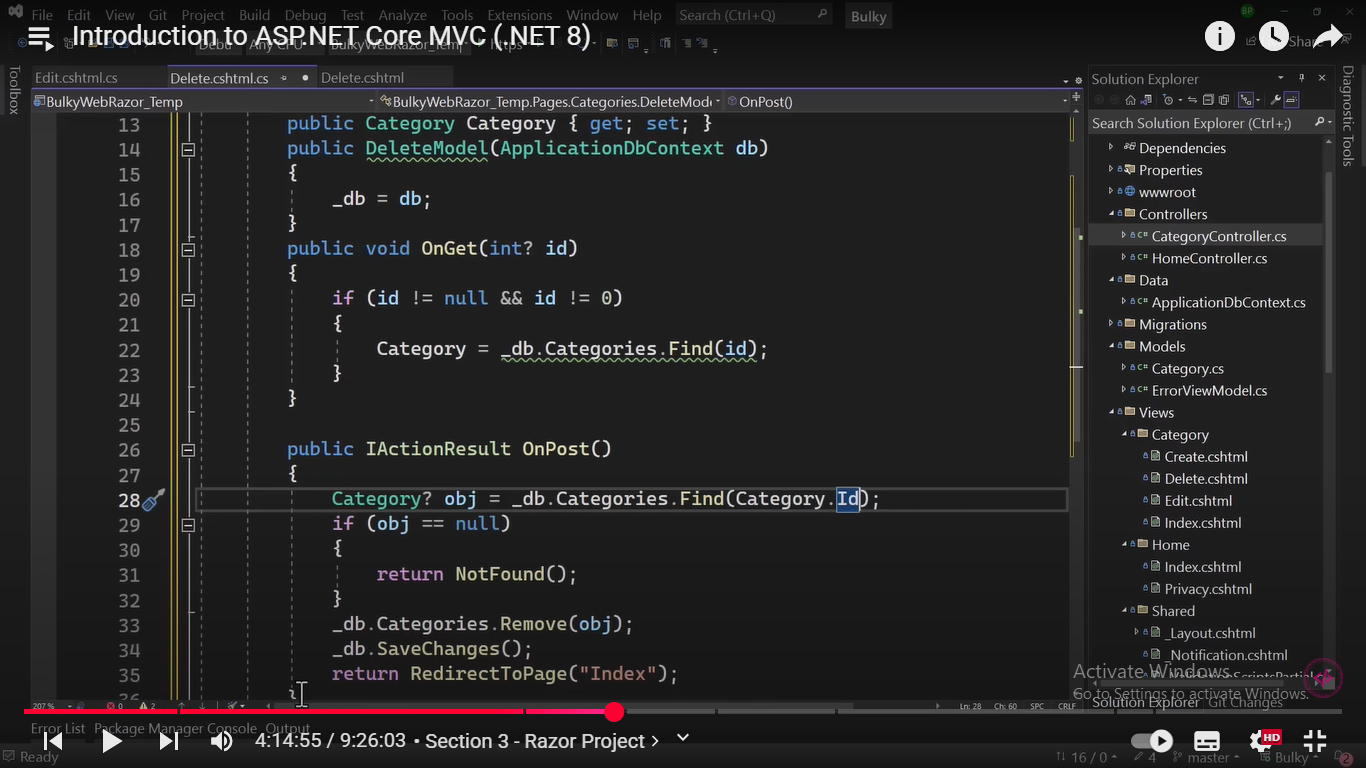 File Edit View Git Project Build Debug Test Analyze Tools Extensions Window Help Search (Ctrl+Q) Bulky
Introduction to ASP.NET Core MVC (.NET 8)
Edit.cshtml.cs Delete.cshtml.cs Delete.cshtml
BulkyWebRazor_Temp BulkyWebRazor_Temp.Pages.Categories.DeleteMode OnPost()
13 public Category Category { get; set; }
14 public DeleteModel(ApplicationDbContext db)
15 {
16 _db = db;
17 }
18 public void OnGet(int? id)
19 {
20 if (id != null && id != 0)
21 {
22 Category = _db.Categories.Find(id);
23 }
24 }
25
26 public IActionResult OnPost()
27 {
28 Category? obj = _db.Categories.Find(Category.Id);
29 if (obj == null)
30 {
31 return NotFound();
32 }
33 _db.Categories.Remove(obj);
34 _db.SaveChanges();
35 return RedirectToPage("Index");
36 }
207 % 0 2 Ln: 28 Ch: 60 SPC CRLF
Error List Package Manager Console Output
4:14:55 / 9:26:03 • Section 3 - Razor Project
Ready
Toolbox
Solution Explorer
Search Solution Explorer (Ctrl+;)
Dependencies
Properties
wwwroot
Controllers
C# CategoryController.cs
C# HomeController.cs
Data
C# ApplicationDbContext.cs
Migrations
Models
C# Category.cs
C# ErrorViewModel.cs
Views
Category
Create.cshtml
Delete.cshtml
Edit.cshtml
Index.cshtml
Home
Index.cshtml
Privacy.cshtml
Shared
_Layout.cshtml
_Notification.cshtml
_ValidationScriptsPartial
Activate Windows
Go to Settings to activate Windows.
Solution Explorer Git Changes
HD
16 / 0 4 master Bulky 2
Diagnostic Tools